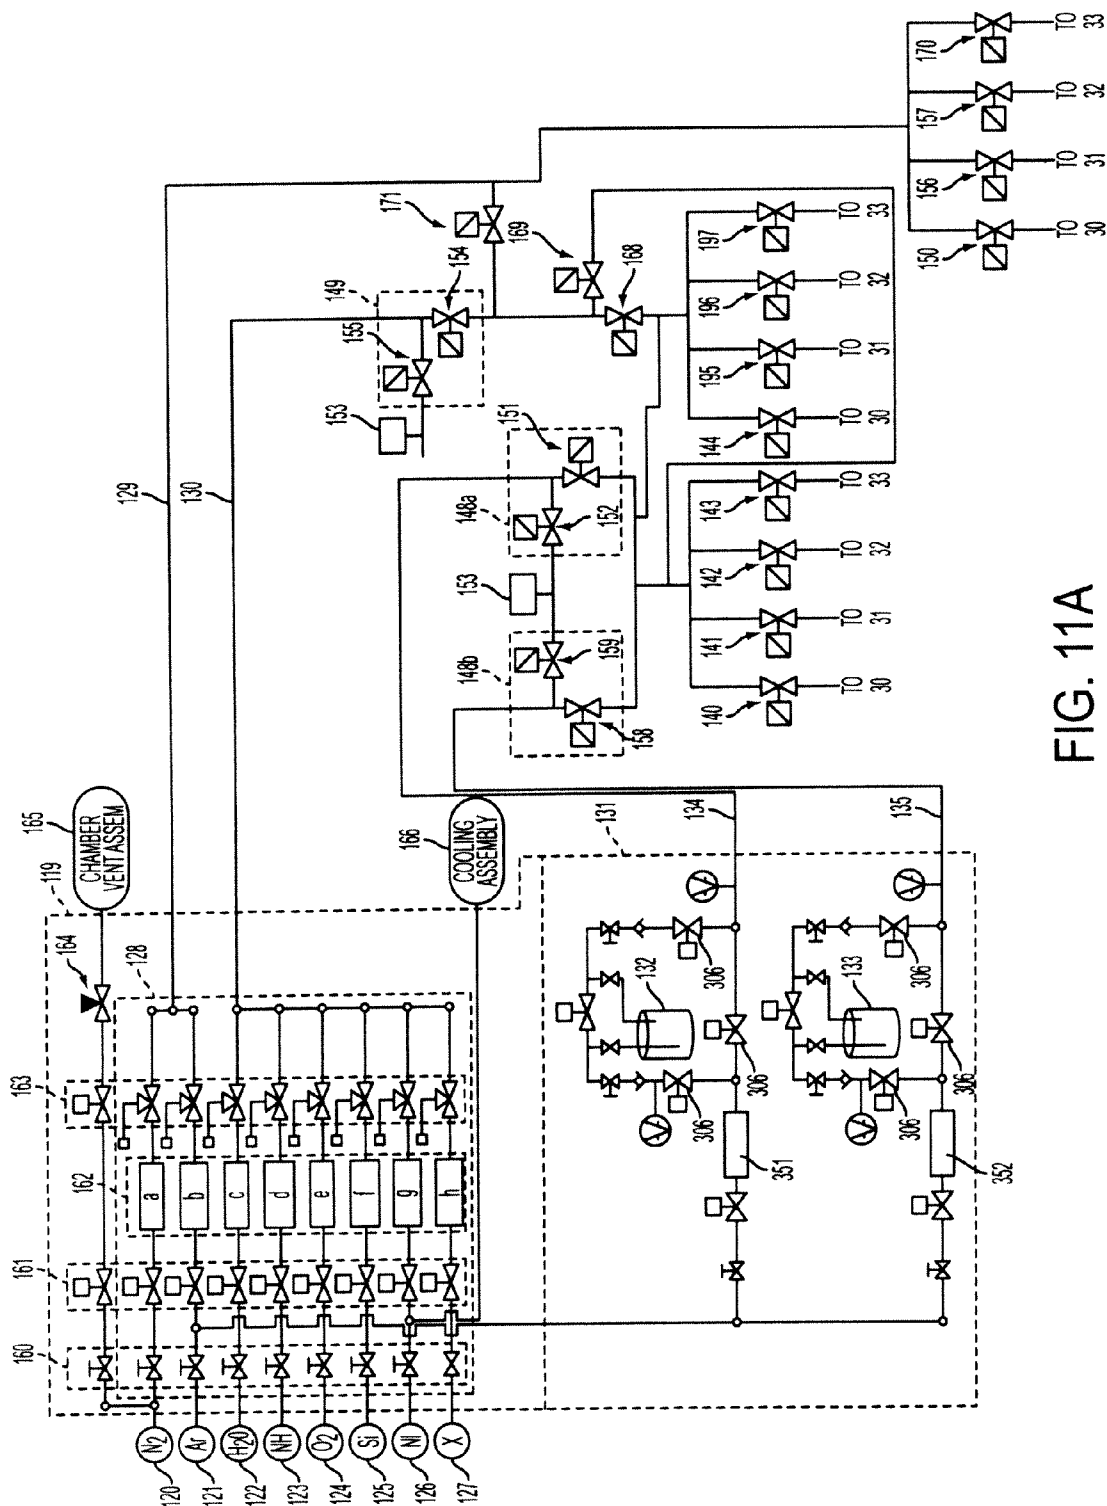 119
165
CHAMBER
VENT ASSEM
164
163
128
162
161
160
N2
Ar
H2O
NH
O2
Si
NI
X
120
121
122
123
124
125
126
127
a
b
c
d
e
f
g
h
166
COOLING
ASSEMBLY
129
130
131
132
133
134
135
306
306
306
306
306
306
351
352
149
155
154
153
171
169
168
151
148a
152
153
148b
159
158
140
TO
30
141
TO
31
142
TO
32
143
TO
33
144
TO
30
195
TO
31
196
TO
32
197
TO
33
150
TO
30
156
TO
31
157
TO
32
170
TO
33
FIG. 11A